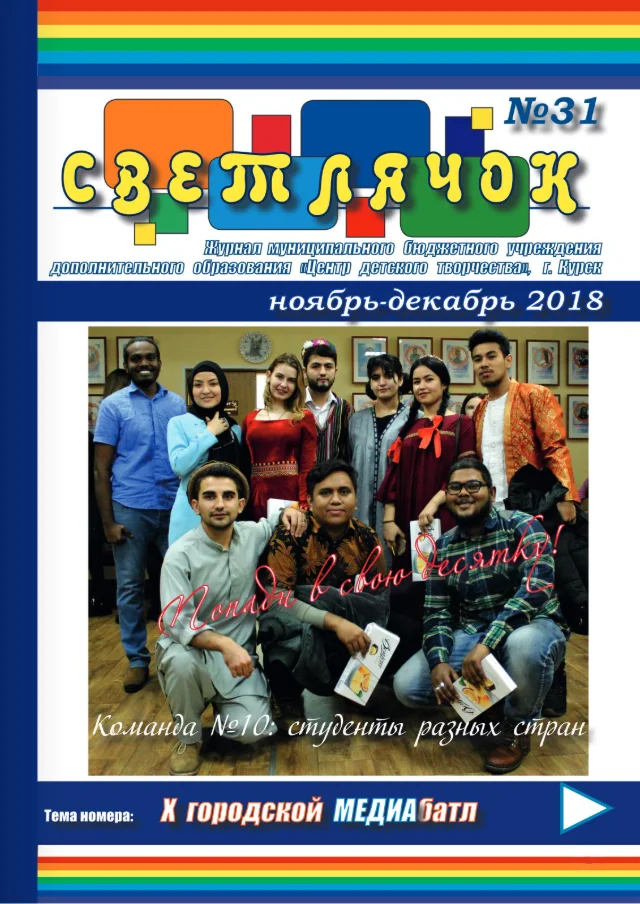 №31
СВЕТЛЯЧОК
Журнал муниципального бюджетного учреждения
дополнительного образования «Центр детского творчества», г. Курск
ноябрь-декабрь 2018
Попади в свою десятку!
Команда №10: студенты разных стран
Тема номера: X городской МЕДИАбатл